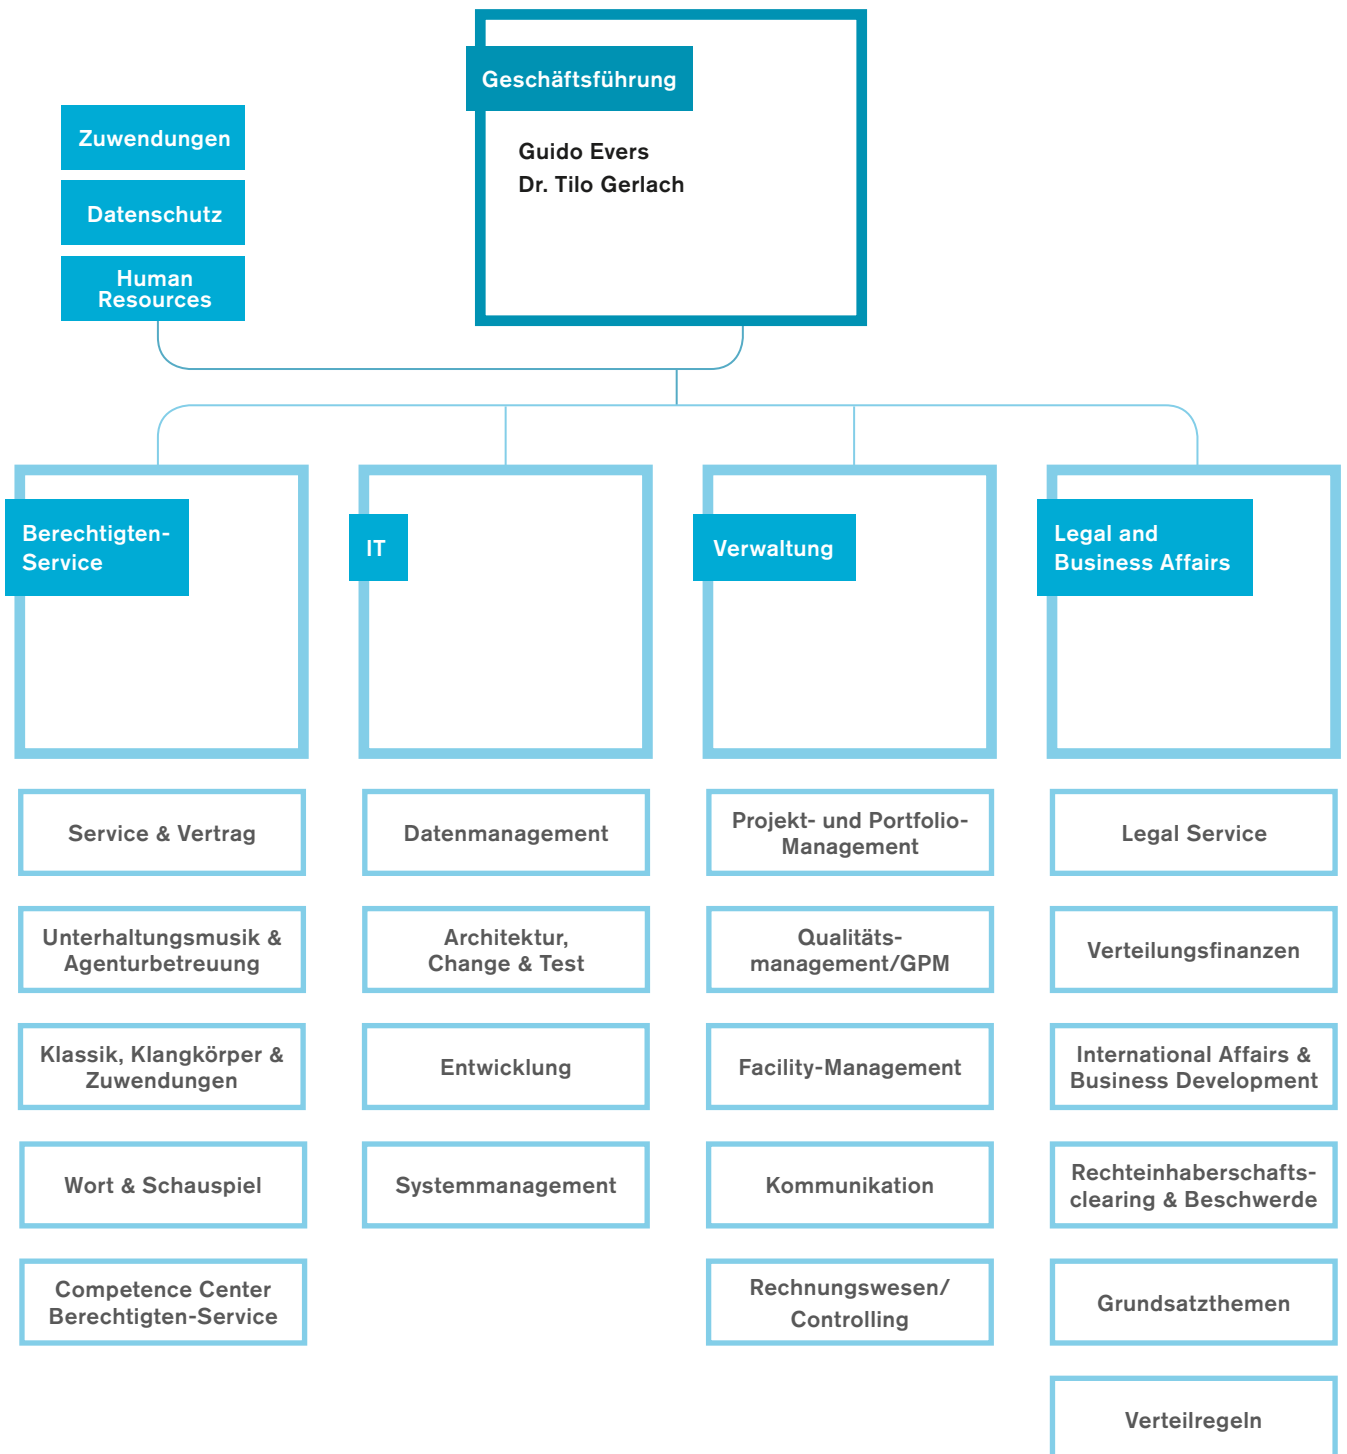 Geschäftsführung
Guido Evers
Dr. Tilo Gerlach
Zuwendungen
Datenschutz
Human
Resources
Berechtigten-
Service
IT
Verwaltung
Legal and
Business Affairs
Service & Vertrag
Unterhaltungsmusik &
Agenturbetreuung
Klassik, Klangkörper &
Zuwendungen
Wort & Schauspiel
Competence Center
Berechtigten-Service
Datenmanagement
Architektur,
Change & Test
Entwicklung
Systemmanagement
Projekt- und Portfolio-
Management
Qualitäts-
management/GPM
Facility-Management
Kommunikation
Rechnungswesen/
Controlling
Legal Service
Verteilungsfinanzen
International Affairs &
Business Development
Rechteinhaberschafts-
clearing & Beschwerde
Grundsatzthemen
Verteilregeln